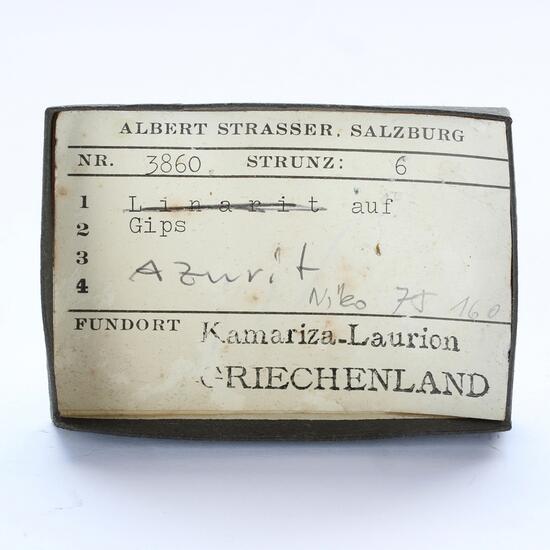 ALBERT STRASSER, SALZBURG
NR. 3860 STRUNZ: 6
1 Linarit auf
2 Gips
3
4 Azurit
Niko 75 160
FUNDORT Kamariza-Laurion
GRIECHENLAND